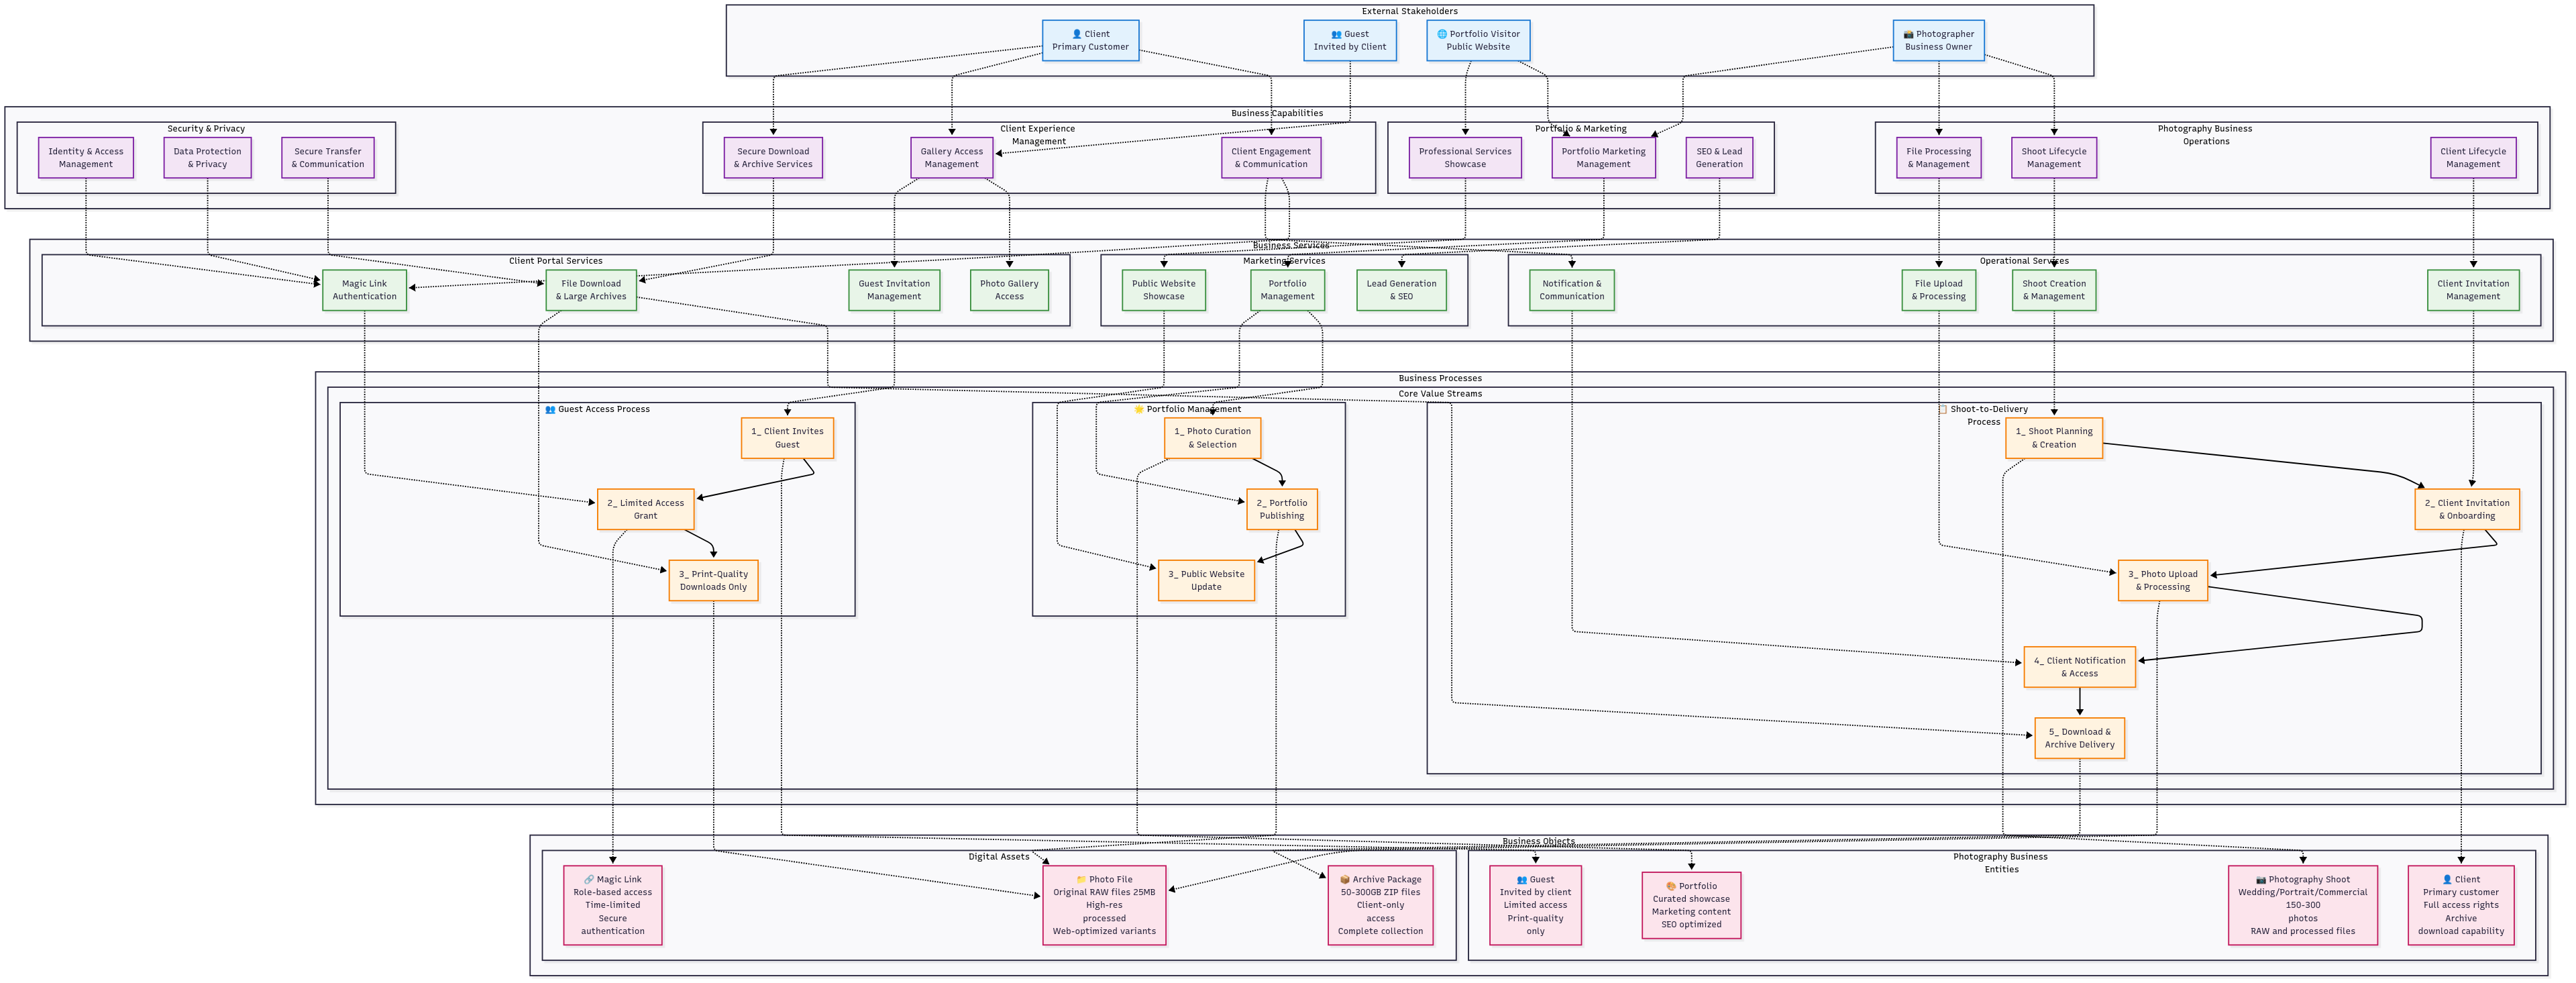 External Stakeholders
👤 Client
Primary Customer
👥 Guest
Invited by Client
🌐 Portfolio Visitor
Public Website
📸 Photographer
Business Owner
Business Capabilities
Security & Privacy
Identity & Access
Management
Data Protection
& Privacy
Secure Transfer
& Communication
Client Experience
Management
Secure Download
& Archive Services
Gallery Access
Management
Client Engagement
& Communication
Portfolio & Marketing
Professional Services
Showcase
Portfolio Marketing
Management
SEO & Lead
Generation
Photography Business
Operations
File Processing
& Management
Shoot Lifecycle
Management
Client Lifecycle
Management
Business Services
Client Portal Services
Magic Link
Authentication
File Download
& Large Archives
Guest Invitation
Management
Photo Gallery
Access
Marketing Services
Public Website
Showcase
Portfolio
Management
Lead Generation
& SEO
Operational Services
Notification &
Communication
File Upload
& Processing
Shoot Creation
& Management
Client Invitation
Management
Business Processes
Core Value Streams
👥 Guest Access Process
1_ Client Invites
Guest
2_ Limited Access
Grant
3_ Print-Quality
Downloads Only
🌟 Portfolio Management
1_ Photo Curation
& Selection
2_ Portfolio
Publishing
3_ Public Website
Update
📋 Shoot-to-Delivery
Process
1_ Shoot Planning
& Creation
2_ Client Invitation
& Onboarding
3_ Photo Upload
& Processing
4_ Client Notification
& Access
5_ Download &
Archive Delivery
Business Objects
Digital Assets
🔗 Magic Link
Role-based access
Time-limited
Secure
authentication
📁 Photo File
Original RAW files 25MB
High-res
processed
Web-optimized variants
📦 Archive Package
50-300GB ZIP files
Client-only
access
Complete collection
Photography Business
Entities
👥 Guest
Invited by client
Limited access
Print-quality
only
🎨 Portfolio
Curated showcase
Marketing content
SEO optimized
📷 Photography Shoot
Wedding/Portrait/Commercial
150-300
photos
RAW and processed files
👤 Client
Primary customer
Full access rights
Archive
download capability